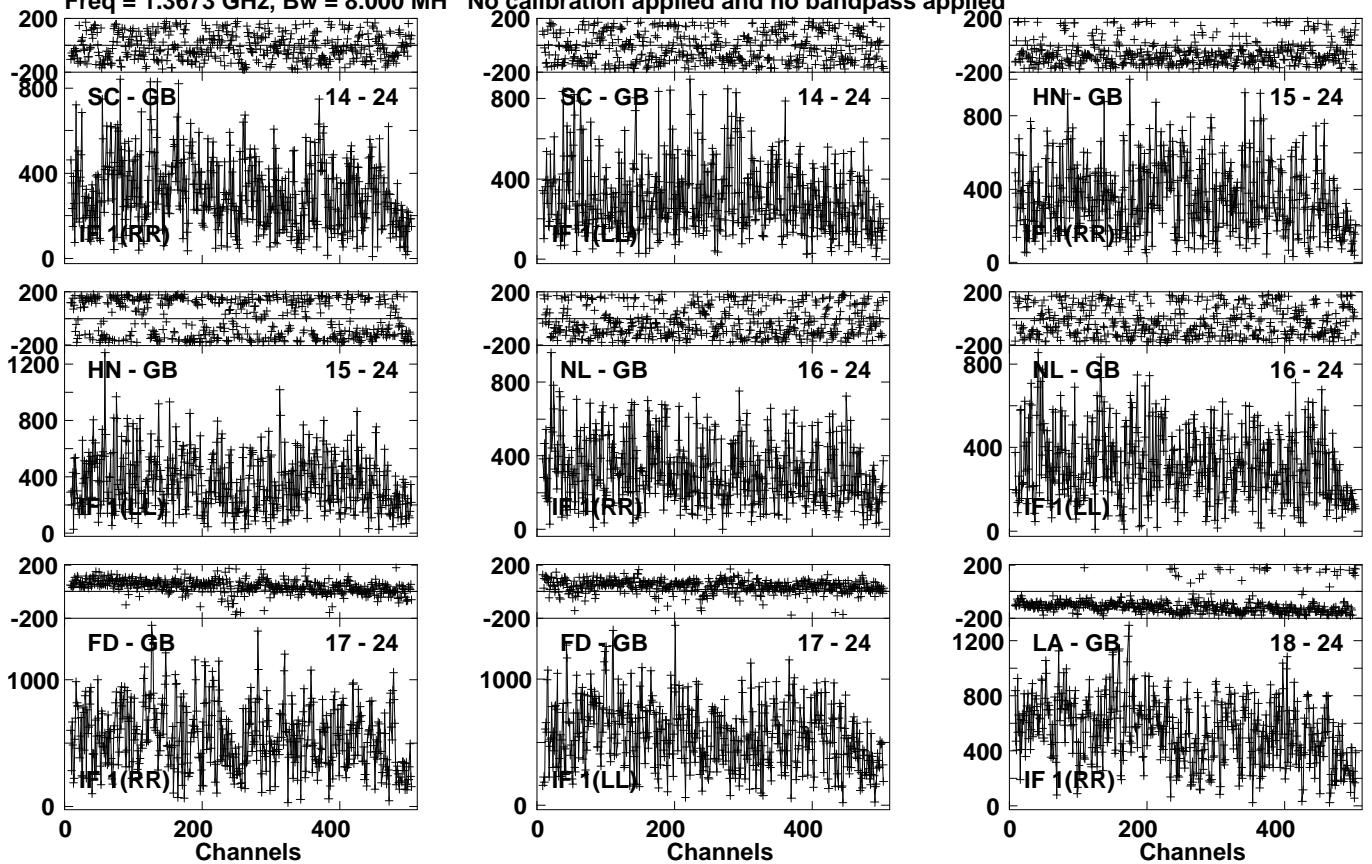 Freq = 1.3673 GHz, Bw = 8.000 MH No calibration applied and no bandpass applied
200
-200
800
400
0
SC - GB 14 - 24
IF 1(RR)
200
-200
800
400
0
SC - GB 14 - 24
IF 1(LL)
200
-200
800
400
0
HN - GB 15 - 24
IF 1(RR)
200
-200
1200
800
400
0
HN - GB 15 - 24
IF 1(LL)
200
-200
800
400
0
NL - GB 16 - 24
IF 1(RR)
200
-200
800
400
0
NL - GB 16 - 24
IF 1(LL)
200
-200
1000
0
FD - GB 17 - 24
IF 1(RR)
0 200 400
Channels
200
-200
1000
0
FD - GB 17 - 24
IF 1(LL)
0 200 400
Channels
200
-200
1200
800
400
0
LA - GB 18 - 24
IF 1(RR)
0 200 400
Channels